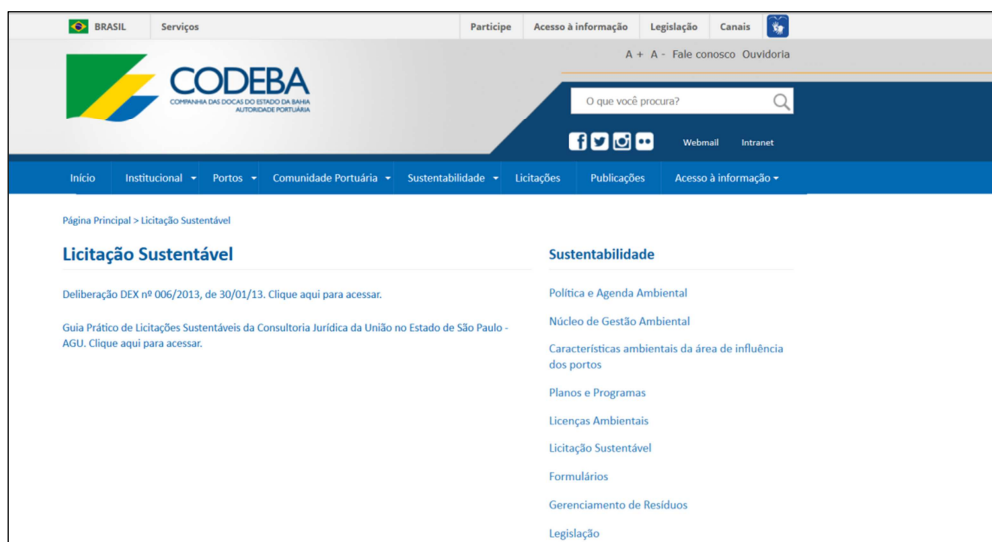 BRASIL Serviços Participe Acesso à informação Legislação Canais
A + A - Fale conosco Ouvidoria
CODEBA
COMPANHIA DAS DOCAS DO ESTADO DA BAHIA
AUTORIDADE PORTUÁRIA
O que você procura?
Webmail Intranet
Início Institucional Portos Comunidade Portuária Sustentabilidade Licitações Publicações Acesso à informação
Página Principal > Licitação Sustentável
Licitação Sustentável
Deliberação DEX nº 006/2013, de 30/01/13. Clique aqui para acessar.
Guia Prático de Licitações Sustentáveis da Consultoria Jurídica da União no Estado de São Paulo -
AGU. Clique aqui para acessar.
Sustentabilidade
Política e Agenda Ambiental
Núcleo de Gestão Ambiental
Características ambientais da área de influência
dos portos
Planos e Programas
Licenças Ambientais
Licitação Sustentável
Formulários
Gerenciamento de Resíduos
Legislação